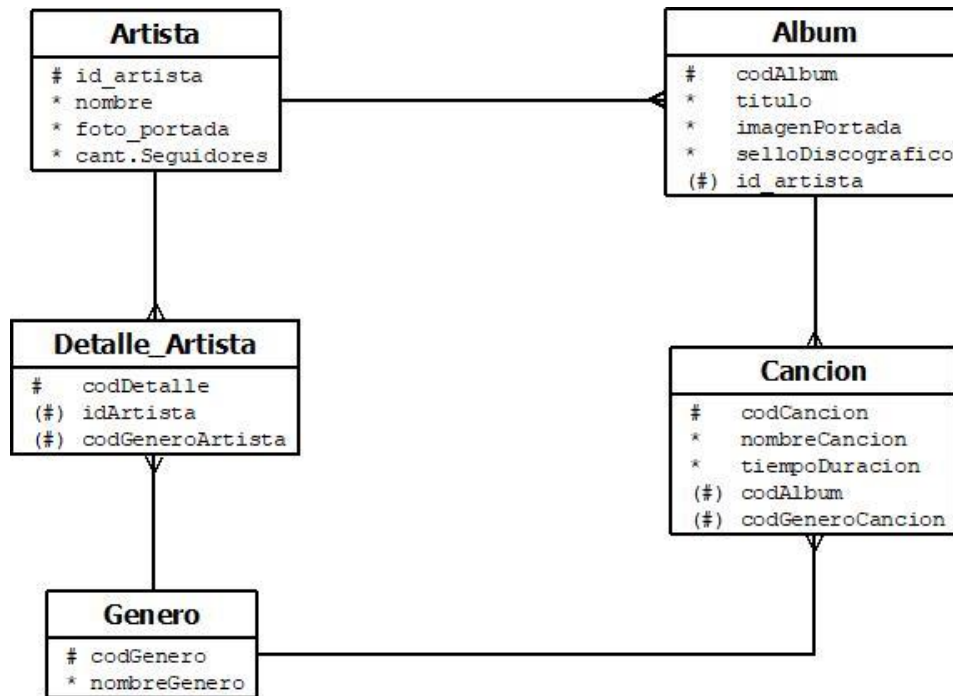 Artista
# id_artista
* nombre
* foto_portada
* cant.Seguidores
Album
# codAlbum
* titulo
* imagenPortada
* selloDiscografico
(#) id_artista
Detalle_Artista
# codDetalle
(#) idArtista
(#) codGeneroArtista
Cancion
# codCancion
* nombreCancion
* tiempoDuracion
(#) codAlbum
(#) codGeneroCancion
Genero
# codGenero
* nombreGenero